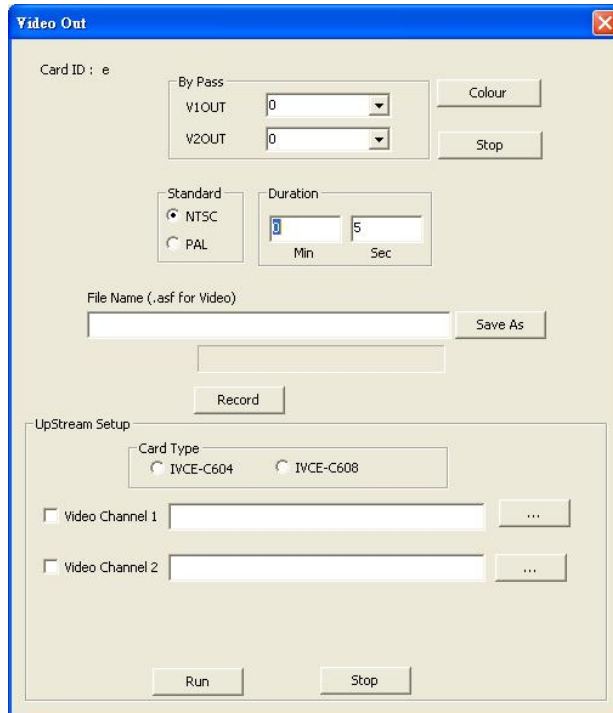 Video Out
Card ID : e
By Pass
V1OUT 0
V2OUT 0
Colour
Stop
Standard
NTSC
PAL
Duration
0 5
Min Sec
File Name (.asf for Video)
Save As
Record
UpStream Setup
Card Type
IVCE-C604 IVCE-C608
Video Channel 1 ...
Video Channel 2 ...
Run Stop